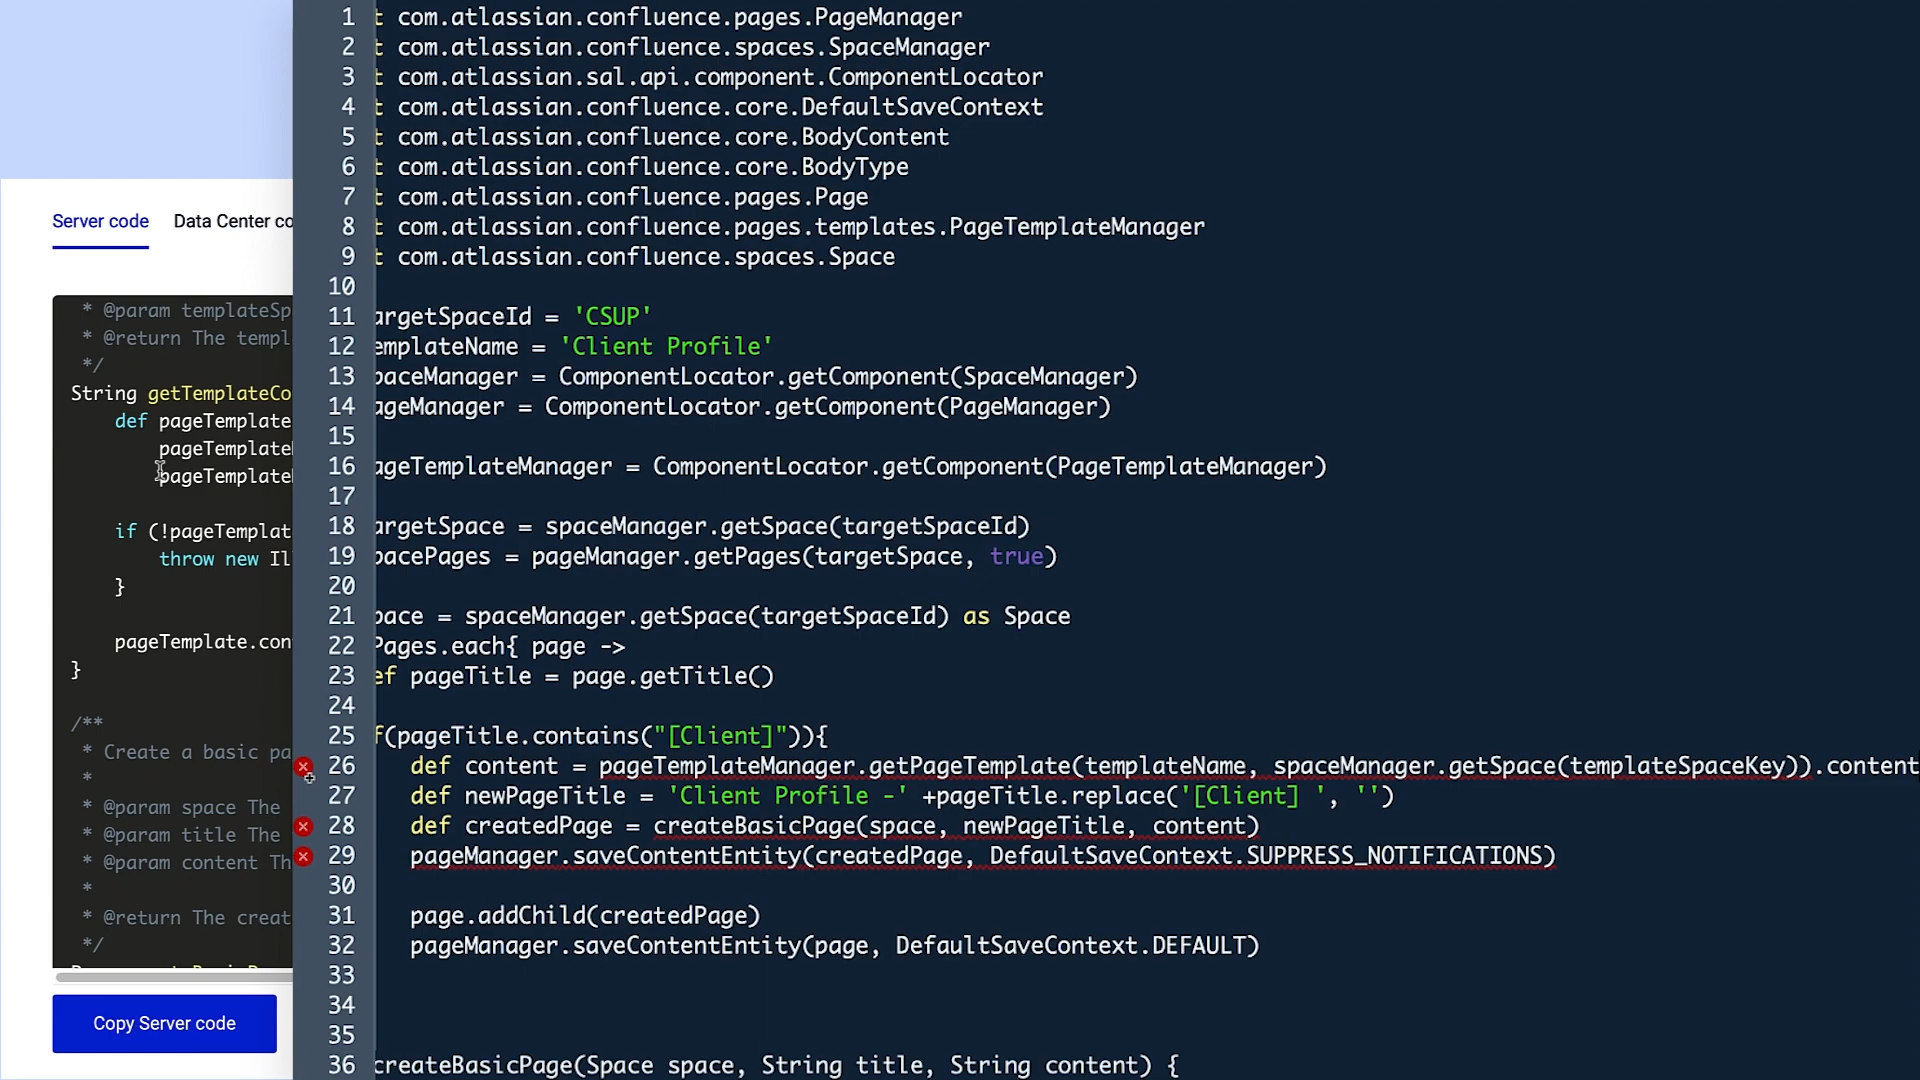 Server code
Data Center co
* @param templateSp
* @return The templ
*/
String getTemplateCo
def pageTemplate
pageTemplate
pageTemplate
if (!pageTemplat
throw new Il
}
pageTemplate.con
}
/**
* Create a basic pa
*
* @param space The
* @param title The
* @param content Th
*
* @return The creat
*/
Copy Server code
1 t com.atlassian.confluence.pages.PageManager
2 t com.atlassian.confluence.spaces.SpaceManager
3 t com.atlassian.sal.api.component.ComponentLocator
4 t com.atlassian.confluence.core.DefaultSaveContext
5 t com.atlassian.confluence.core.BodyContent
6 t com.atlassian.confluence.core.BodyType
7 t com.atlassian.confluence.pages.Page
8 t com.atlassian.confluence.pages.templates.PageTemplateManager
9 t com.atlassian.confluence.spaces.Space
10
11 argetSpaceId = 'CSUP'
12 emplateName = 'Client Profile'
13 paceManager = ComponentLocator.getComponent(SpaceManager)
14 ageManager = ComponentLocator.getComponent(PageManager)
15
16 ageTemplateManager = ComponentLocator.getComponent(PageTemplateManager)
17
18 argetSpace = spaceManager.getSpace(targetSpaceId)
19 pacePages = pageManager.getPages(targetSpace, true)
20
21 pace = spaceManager.getSpace(targetSpaceId) as Space
22 Pages.each{ page ->
23 ef pageTitle = page.getTitle()
24
25 f(pageTitle.contains("[Client]")){
26 def content = pageTemplateManager.getPageTemplate(templateName, spaceManager.getSpace(templateSpaceKey)).content
27 def newPageTitle = 'Client Profile -' +pageTitle.replace('[Client] ', '')
28 def createdPage = createBasicPage(space, newPageTitle, content)
29 pageManager.saveContentEntity(createdPage, DefaultSaveContext.SUPPRESS_NOTIFICATIONS)
30
31 page.addChild(createdPage)
32 pageManager.saveContentEntity(page, DefaultSaveContext.DEFAULT)
33
34
35
36 createBasicPage(Space space, String title, String content) {